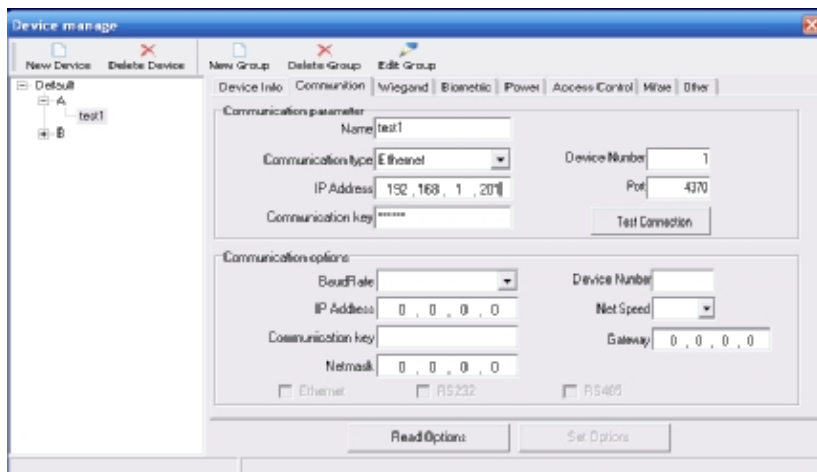 Device manage
New Device Delete Device New Group Delete Group Edit Group
Default
A
test1
B
Device Info Communition Wiegand Biometric Power Access Control Mifare Other
Communication parameter
Name test1
Communication type Ethernet Device Number 1
IP Address 192 . 168 . 1 . 201 Port 4370
Communication key ****** Test Connection
Communication options
BaudRate Device Number
IP Address 0 . 0 . 0 . 0 Net Speed
Communication key Gateway 0 . 0 . 0 . 0
Netmask 0 . 0 . 0 . 0
Ethernet RS232 RS485
Read Options Set Options